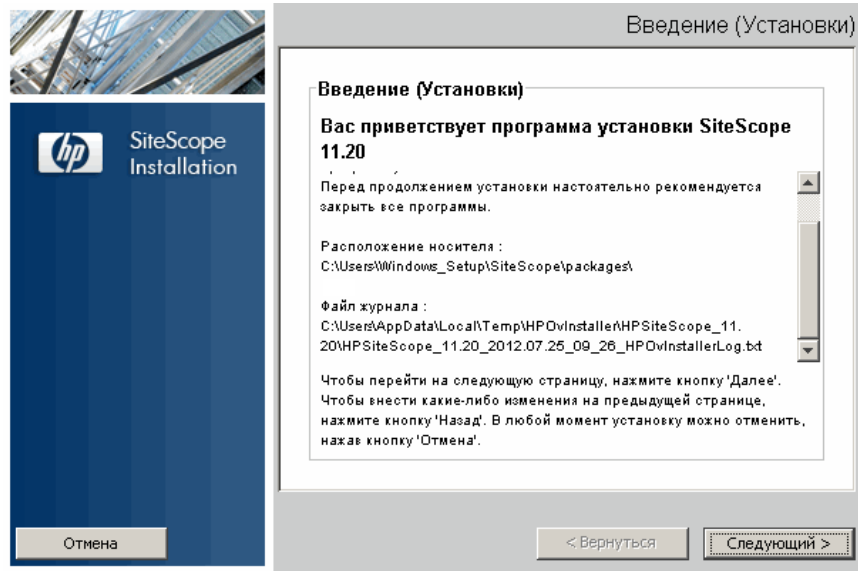 Введение (Установки)
hp
SiteScope
Installation
Введение (Установки)
Вас приветствует программа установки SiteScope
11.20
Перед продолжением установки настоятельно рекомендуется
закрыть все программы.
Расположение носителя :
C:\Users\Windows_Setup\SiteScope\packages\
Файл журнала :
C:\Users\AppData\Local\Temp\HPOvInstaller\HPSiteScope_11.
20\HPSiteScope_11.20_2012.07.25_09_26_HPOvInstallerLog.txt
Чтобы перейти на следующую страницу, нажмите кнопку 'Далее'.
Чтобы внести какие-либо изменения на предыдущей странице,
нажмите кнопку 'Назад'. В любой момент установку можно отменить,
нажав кнопку 'Отмена'.
Отмена
< Вернуться
Следующий >